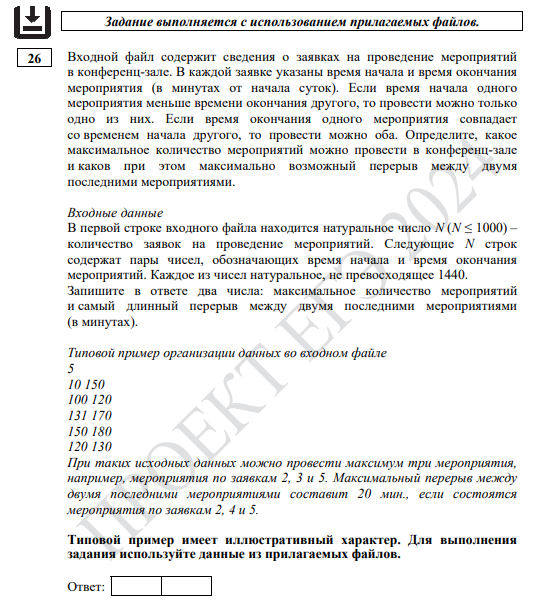 Задание выполняется с использованием прилагаемых файлов.
26
Входной файл содержит сведения о заявках на проведение мероприятий
в конференц-зале. В каждой заявке указаны время начала и время окончания
мероприятия (в минутах от начала суток). Если время начала одного
мероприятия меньше времени окончания другого, то провести можно только
одно из них. Если время окончания одного мероприятия совпадает
со временем начала другого, то провести можно оба. Определите, какое
максимальное количество мероприятий можно провести в конференц-зале
и каков при этом максимально возможный перерыв между двумя
последними мероприятиями.
Входные данные
В первой строке входного файла находится натуральное число N (N ≤ 1000) –
количество заявок на проведение мероприятий. Следующие N строк
содержат пары чисел, обозначающих время начала и время окончания
мероприятий. Каждое из чисел натуральное, не превосходящее 1440.
Запишите в ответе два числа: максимальное количество мероприятий
и самый длинный перерыв между двумя последними мероприятиями
(в минутах).
Типовой пример организации данных во входном файле
5
10 150
100 120
131 170
150 180
120 130
При таких исходных данных можно провести максимум три мероприятия,
например, мероприятия по заявкам 2, 3 и 5. Максимальный перерыв между
двумя последними мероприятиями составит 20 мин., если состоятся
мероприятия по заявкам 2, 4 и 5.
Типовой пример имеет иллюстративный характер. Для выполнения
задания используйте данные из прилагаемых файлов.
Ответ:
ПРОЕКТ ЕГЭ 2024